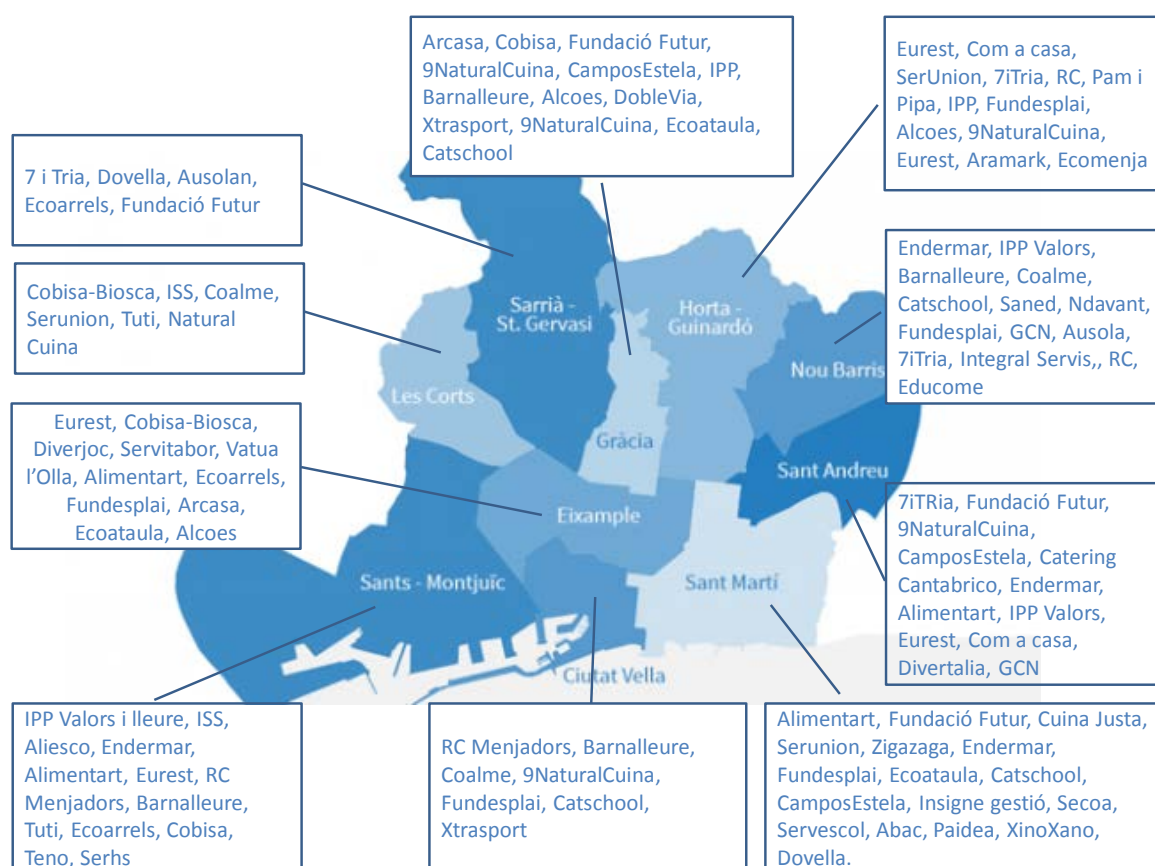 Arcasa, Cobisa, Fundació Futur,
9NaturalCuina, CamposEstela, IPP,
Barnalleure, Alcoes, DobleVia,
Xtrasport, 9NaturalCuina, Ecoataula,
Catschool
Eurest, Com a casa,
SerUnion, 7iTria, RC, Pam i
Pipa, IPP, Fundesplai,
Alcoes, 9NaturalCuina,
Eurest, Aramark, Ecomenja
7 i Tria, Dovella, Ausolan,
Ecoarrels, Fundació Futur
Endermar, IPP Valors,
Barnalleure, Coalme,
Catschool, Saned, Ndavant,
Fundesplai, GCN, Ausola,
7iTria, Integral Servis,, RC,
Educome
Cobisa-Biosca, ISS, Coalme,
Serunion, Tuti, Natural
Cuina
Sarrià -
St. Gervasi
Horta -
Guinardó
Nou Barris
Les Corts
Gràcia
Sant Andreu
Eurest, Cobisa-Biosca,
Diverjoc, Servitabor, Vatua
l'Olla, Alimentart, Ecoarrels,
Fundesplai, Arcasa,
Ecoataula, Alcoes
Eixample
Sants - Montjuïc
Sant Martí
Ciutat Vella
7iTRia, Fundació Futur,
9NaturalCuina,
CamposEstela, Catering
Cantabrico, Endermar,
Alimentart, IPP Valors,
Eurest, Com a casa,
Divertalia, GCN
IPP Valors i lleure, ISS,
Aliesco, Endermar,
Alimentart, Eurest, RC
Menjadors, Barnalleure,
Tuti, Ecoarrels, Cobisa,
Teno, Serhs
RC Menjadors, Barnalleure,
Coalme, 9NaturalCuina,
Fundesplai, Catschool,
Xtrasport
Alimentart, Fundació Futur, Cuina Justa,
Serunion, Zigazaga, Endermar,
Fundesplai, Ecoataula, Catschool,
CamposEstela, Insigne gestió, Secoa,
Servescol, Abac, Paidea, XinoXano,
Dovella.